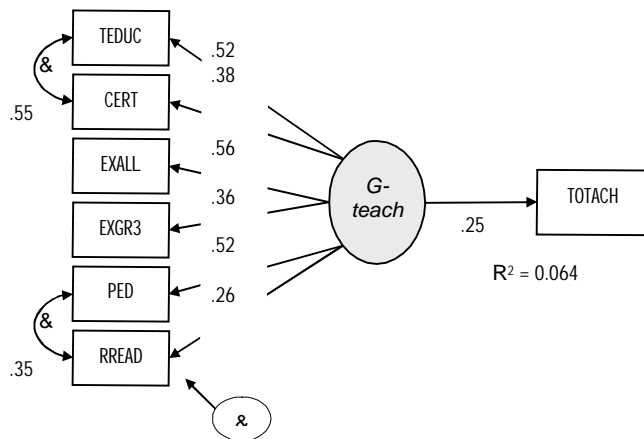 TEDUC
.52
.38
&
CERT
.55
.56
EXALL
.36
G-
teach
TOTACH
EXGR3
.25
.52
R² = 0.064
PED
.26
&
RREAD
.35
&